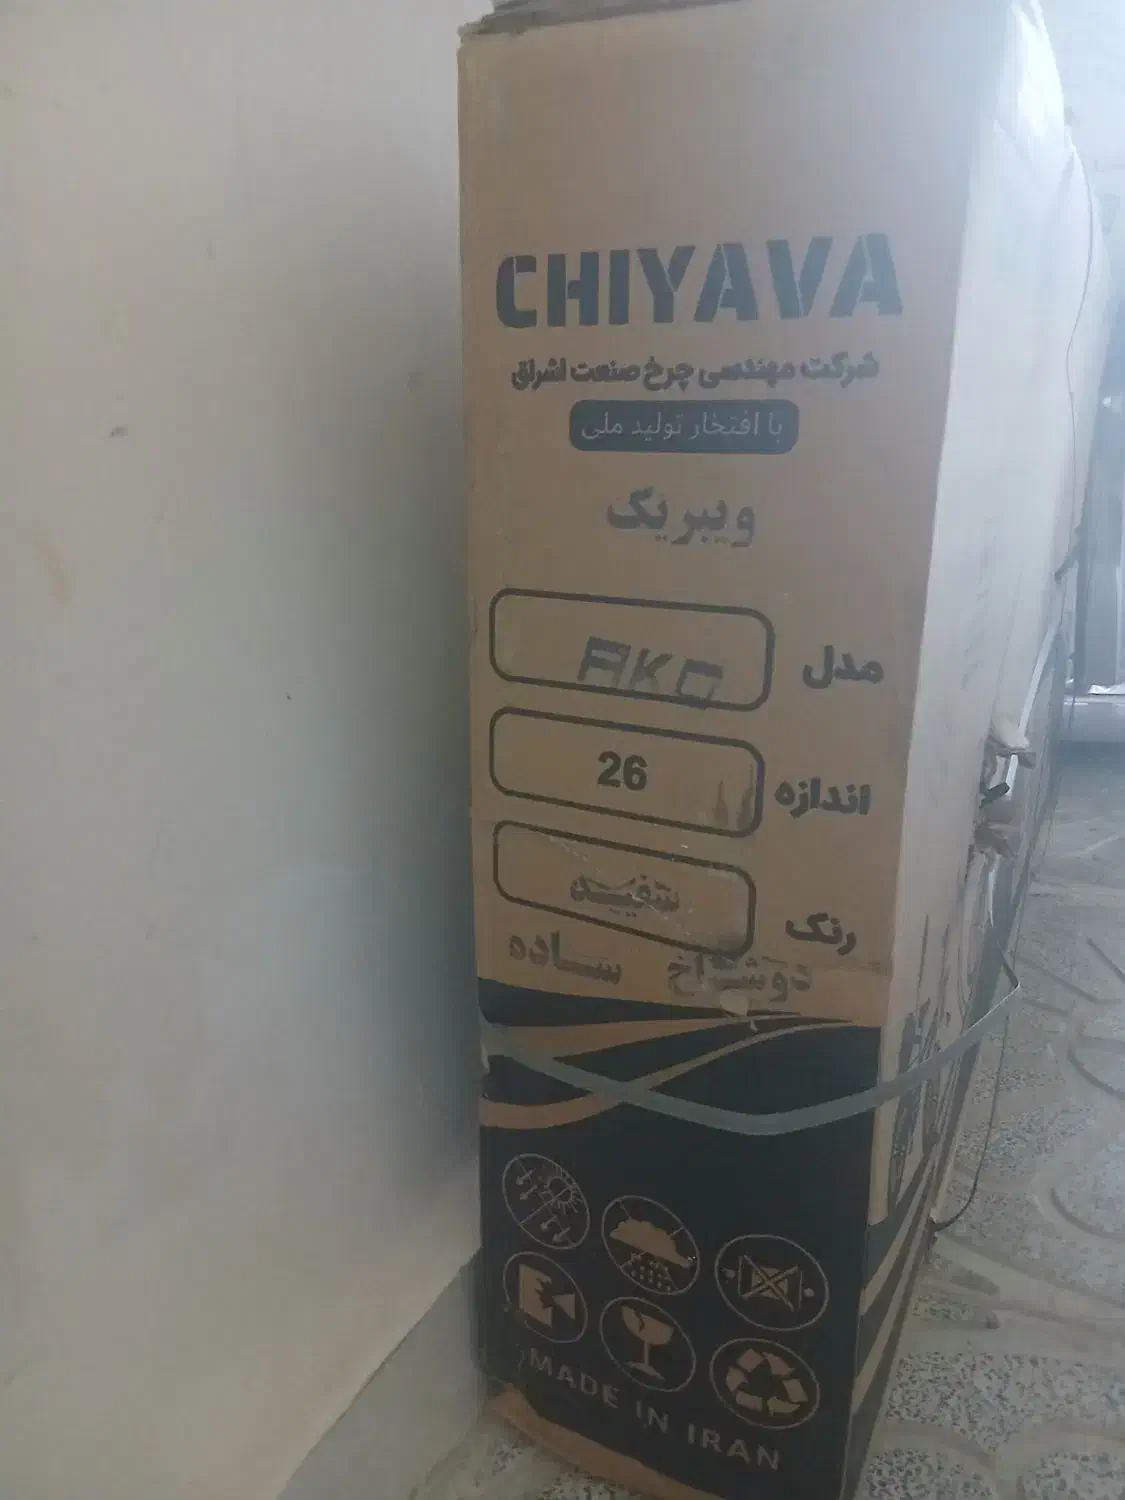 CHIYAVA
شرکت مهندسی چرخ صنعت اشراق
با افتخار تولید ملی
ویبریک
مدل AKO
اندازه 26
رنگ سفید
دوشاخ ساده
MADE IN IRAN